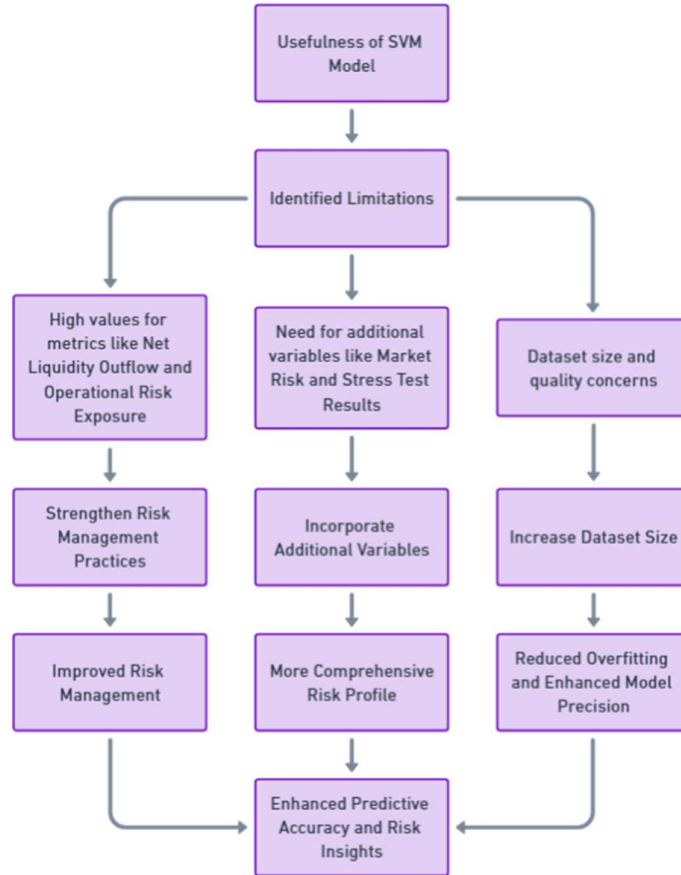 Usefulness of SVM
Model
Identified Limitations
High values for
metrics like Net
Liquidity Outflow and
Operational Risk
Exposure
Need for additional
variables like Market
Risk and Stress Test
Results
Dataset size and
quality concerns
Strengthen Risk
Management
Practices
Incorporate
Additional Variables
Increase Dataset Size
Improved Risk
Management
More Comprehensive
Risk Profile
Reduced Overfitting
and Enhanced Model
Precision
Enhanced Predictive
Accuracy and Risk
Insights